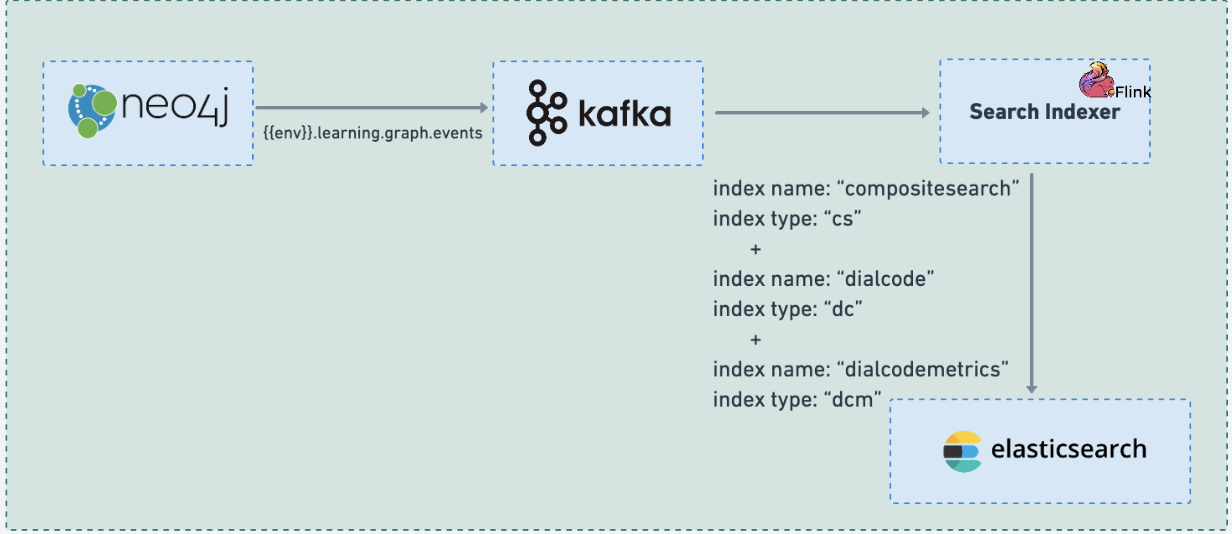 neo4j
{{env}}.learning.graph.events
kafka
Flink
Search Indexer
index name: “compositesearch”
index type: “cs”
+
index name: “dialcode”
index type: “dc”
+
index name: “dialcodemetrics”
index type: “dcm”
elasticsearch